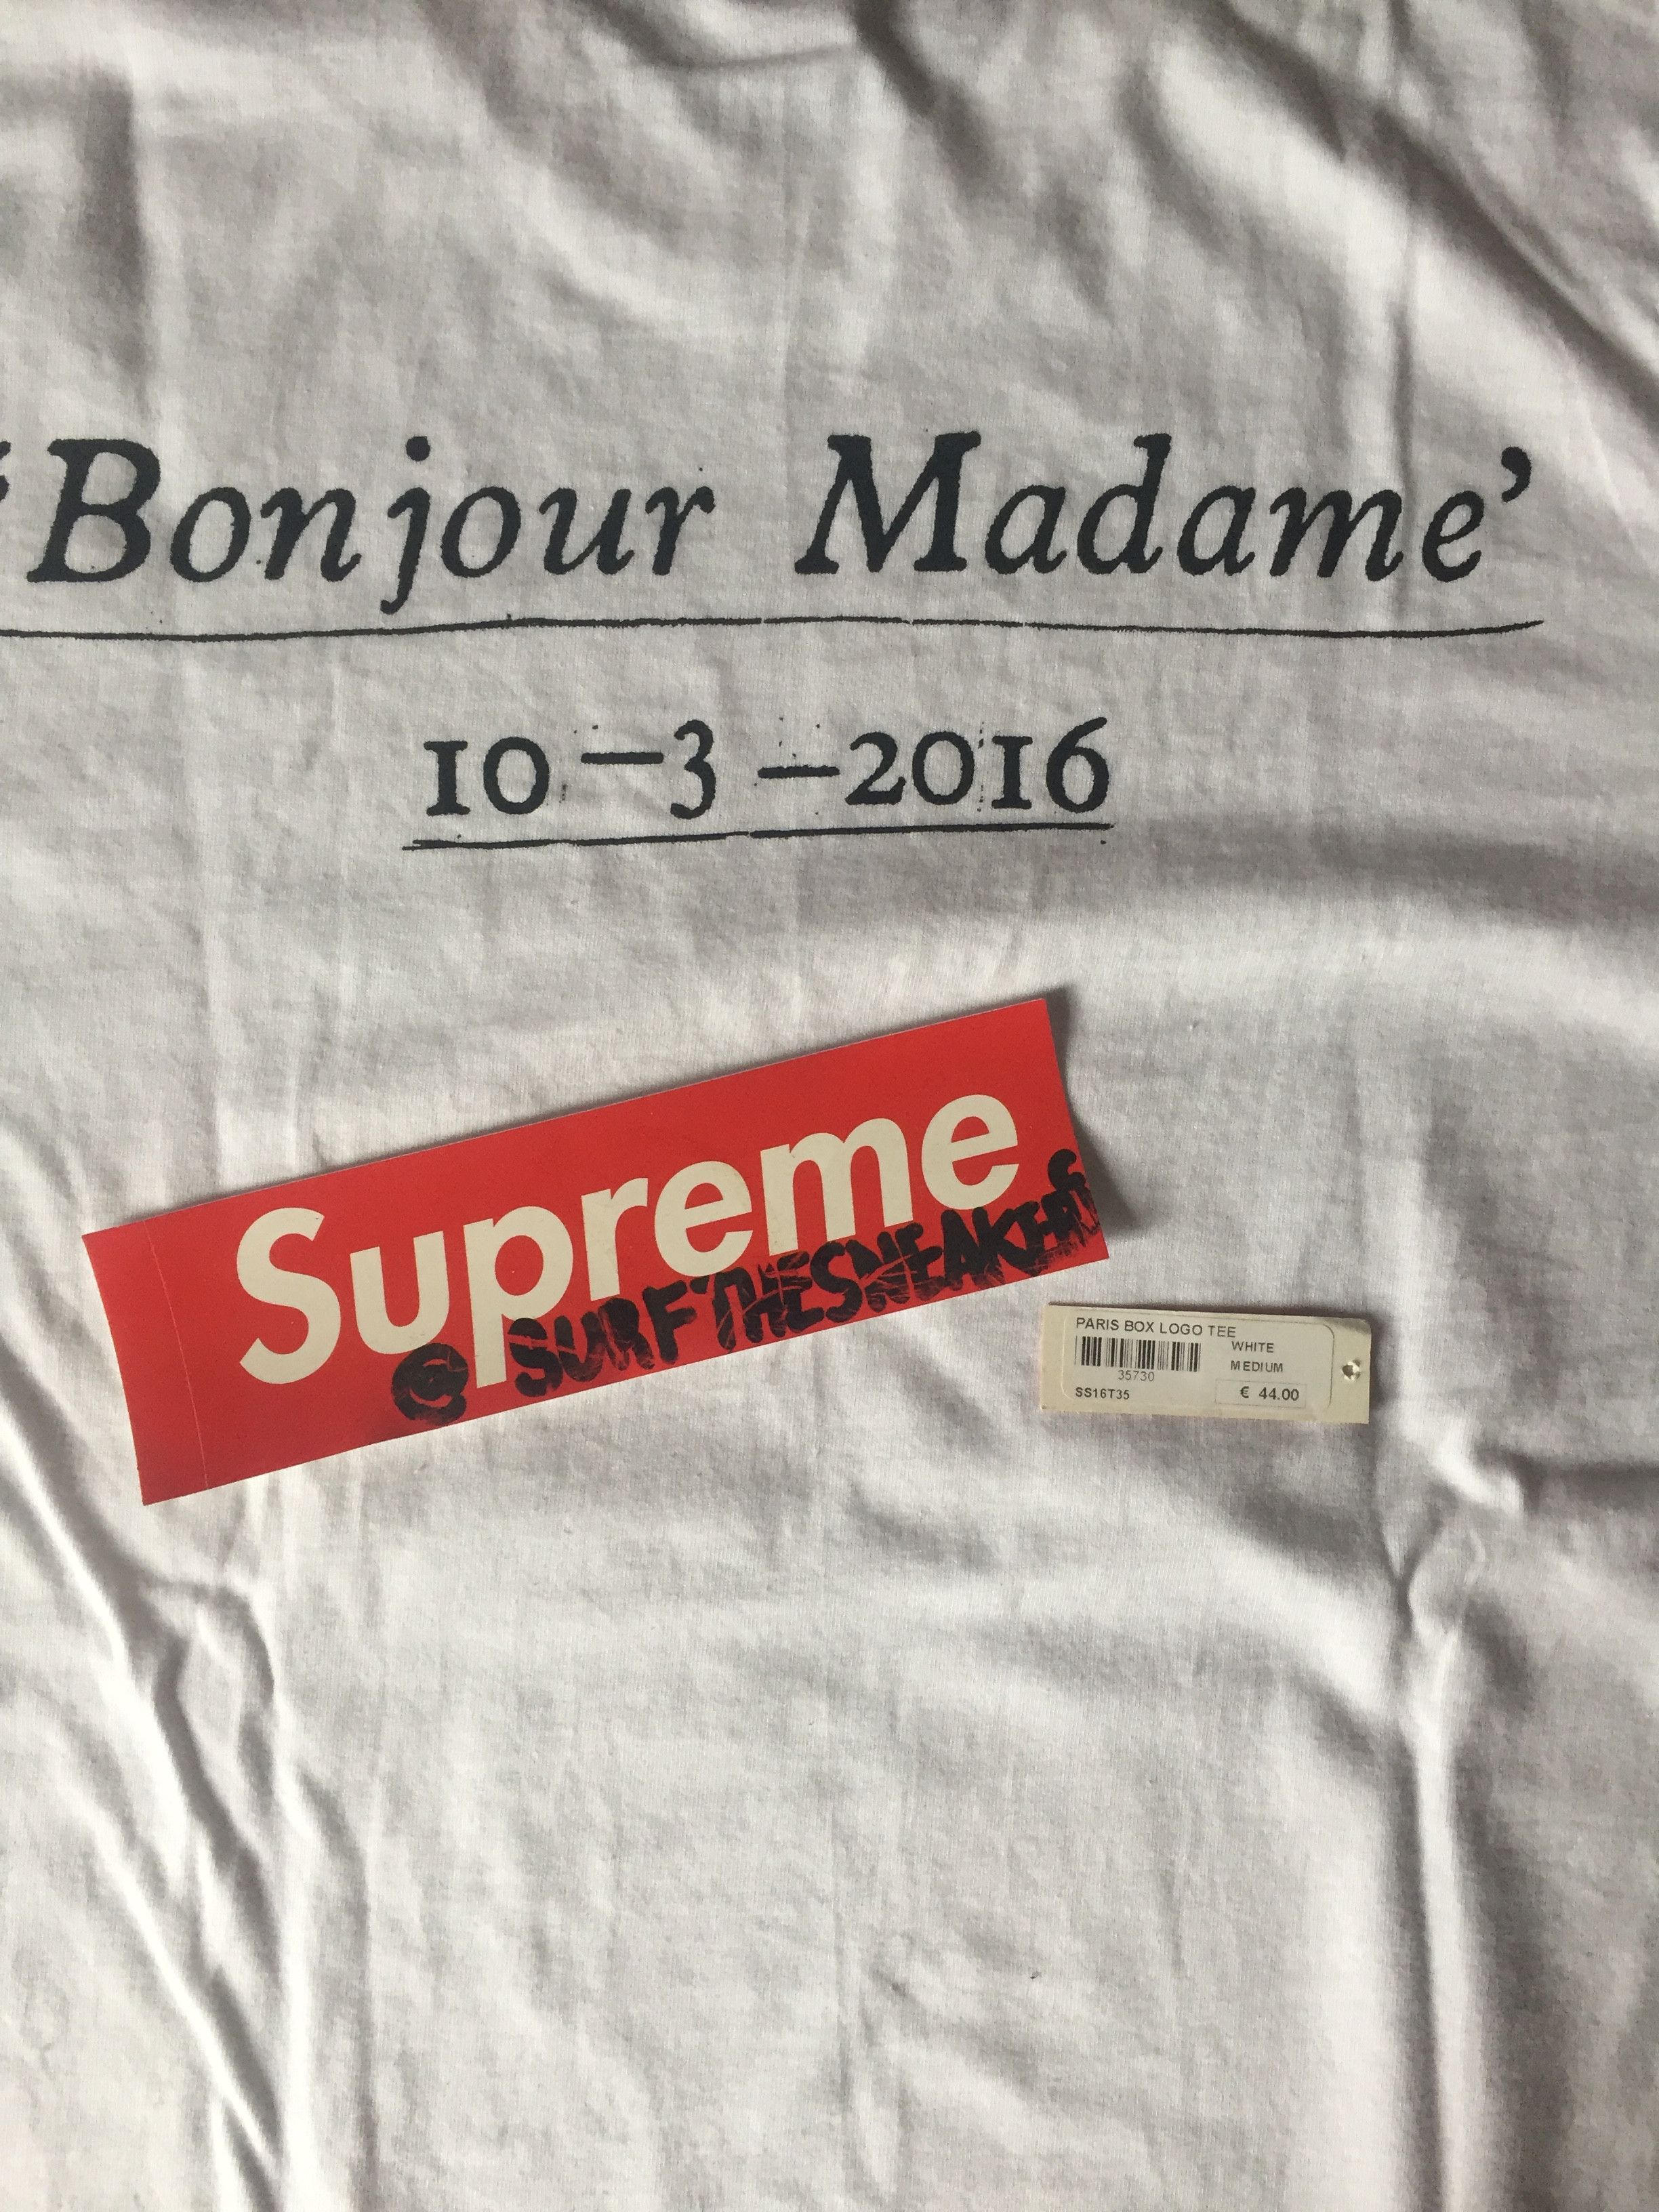 ‘Bonjour Madame’
10-3-2016
Supreme
@SURFTHESNEAKERS
PARIS BOX LOGO TEE
WHITE
MEDIUM
35730
SS16T35
€ 44.00